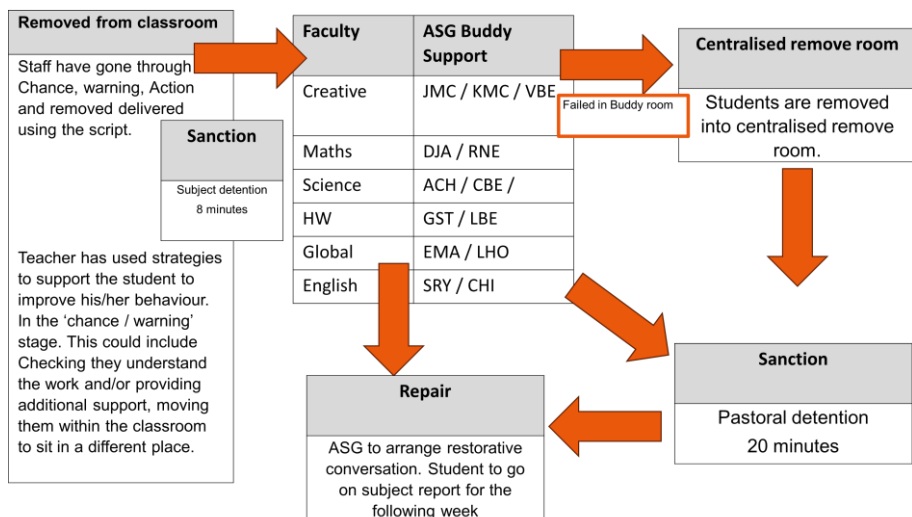 Removed from classroom
Staff have gone through
Chance, warning, Action
and removed delivered
using the script.
Sanction
Subject detention
8 minutes
Teacher has used strategies
to support the student to
improve his/her behaviour.
In the ‘chance / warning’
stage. This could include
Checking they understand
the work and/or providing
additional support, moving
them within the classroom
to sit in a different place.
Faculty ASG Buddy
Support
Creative JMC / KMC / VBE
Maths DJA / RNE
Science ACH / CBE /
HW GST / LBE
Global EMA / LHO
English SRY / CHI
Failed in Buddy room
Centralised remove room
Students are removed
into centralised remove
room.
Sanction
Pastoral detention
20 minutes
Repair
ASG to arrange restorative
conversation. Student to go
on subject report for the
following week